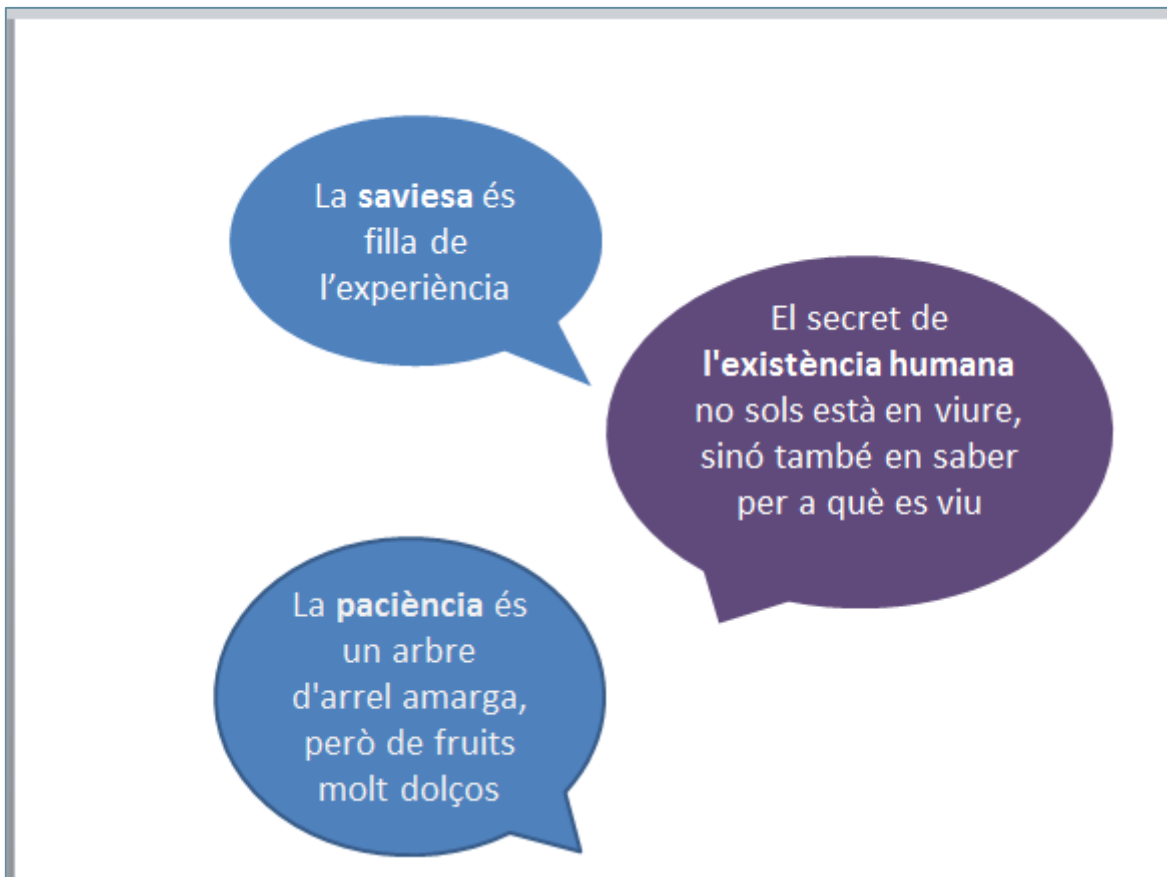 La saviesa és
filla de
l’experiència
El secret de
l'existència humana
no sols està en viure,
sinó també en saber
per a què es viu
La paciència és
un arbre
d'arrel amarga,
però de fruits
molt dolços